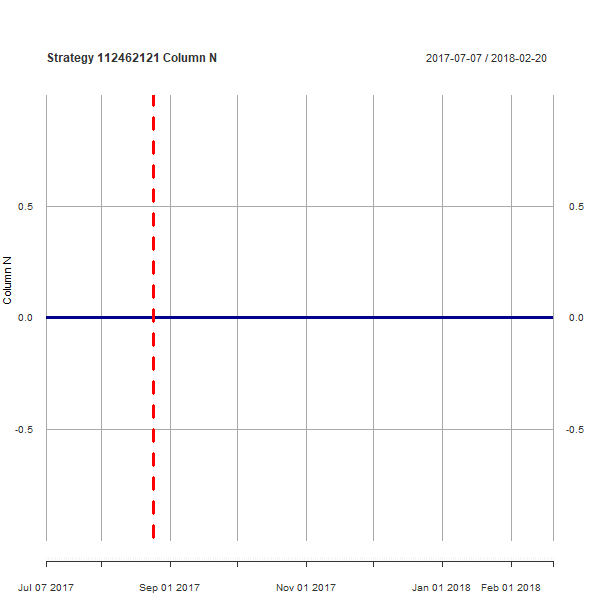 Strategy 112462121 Column N
2017-07-07 / 2018-02-20
0.5
0.5
Column N
0.0
0.0
-0.5
-0.5
Jul 07 2017
Sep 01 2017
Nov 01 2017
Jan 01 2018
Feb 01 2018